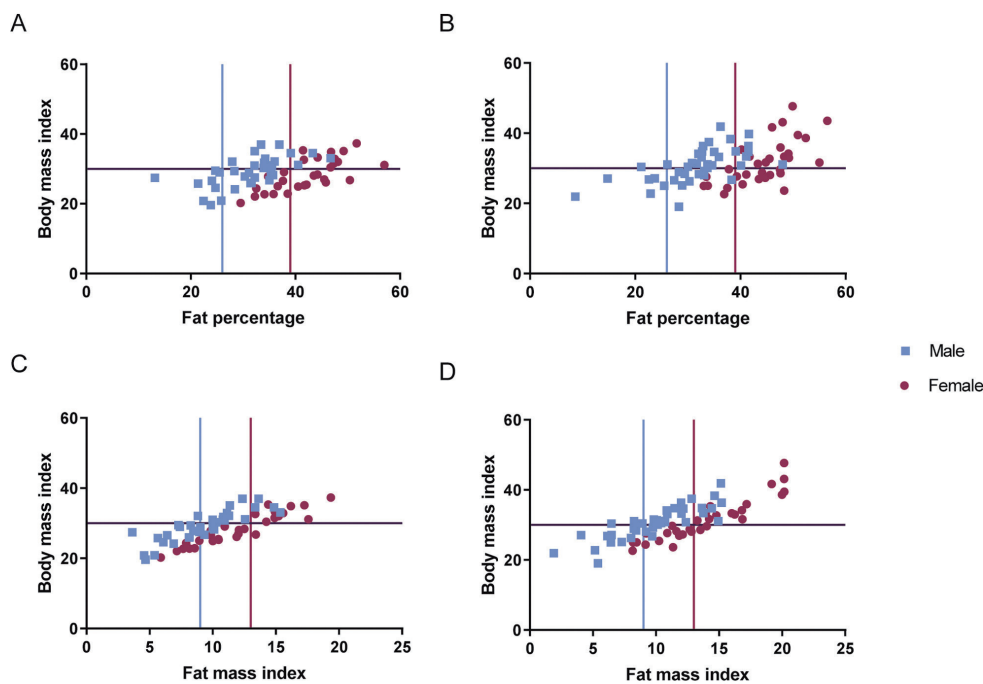 A
B
60
40
20
0
Body mass index
0 20 40 60
Fat percentage
60
40
20
0
Body mass index
0 20 40 60
Fat percentage
Male
Female
C
D
60
40
20
0
Body mass index
0 5 10 15 20 25
Fat mass index
60
40
20
0
Body mass index
0 5 10 15 20 25
Fat mass index